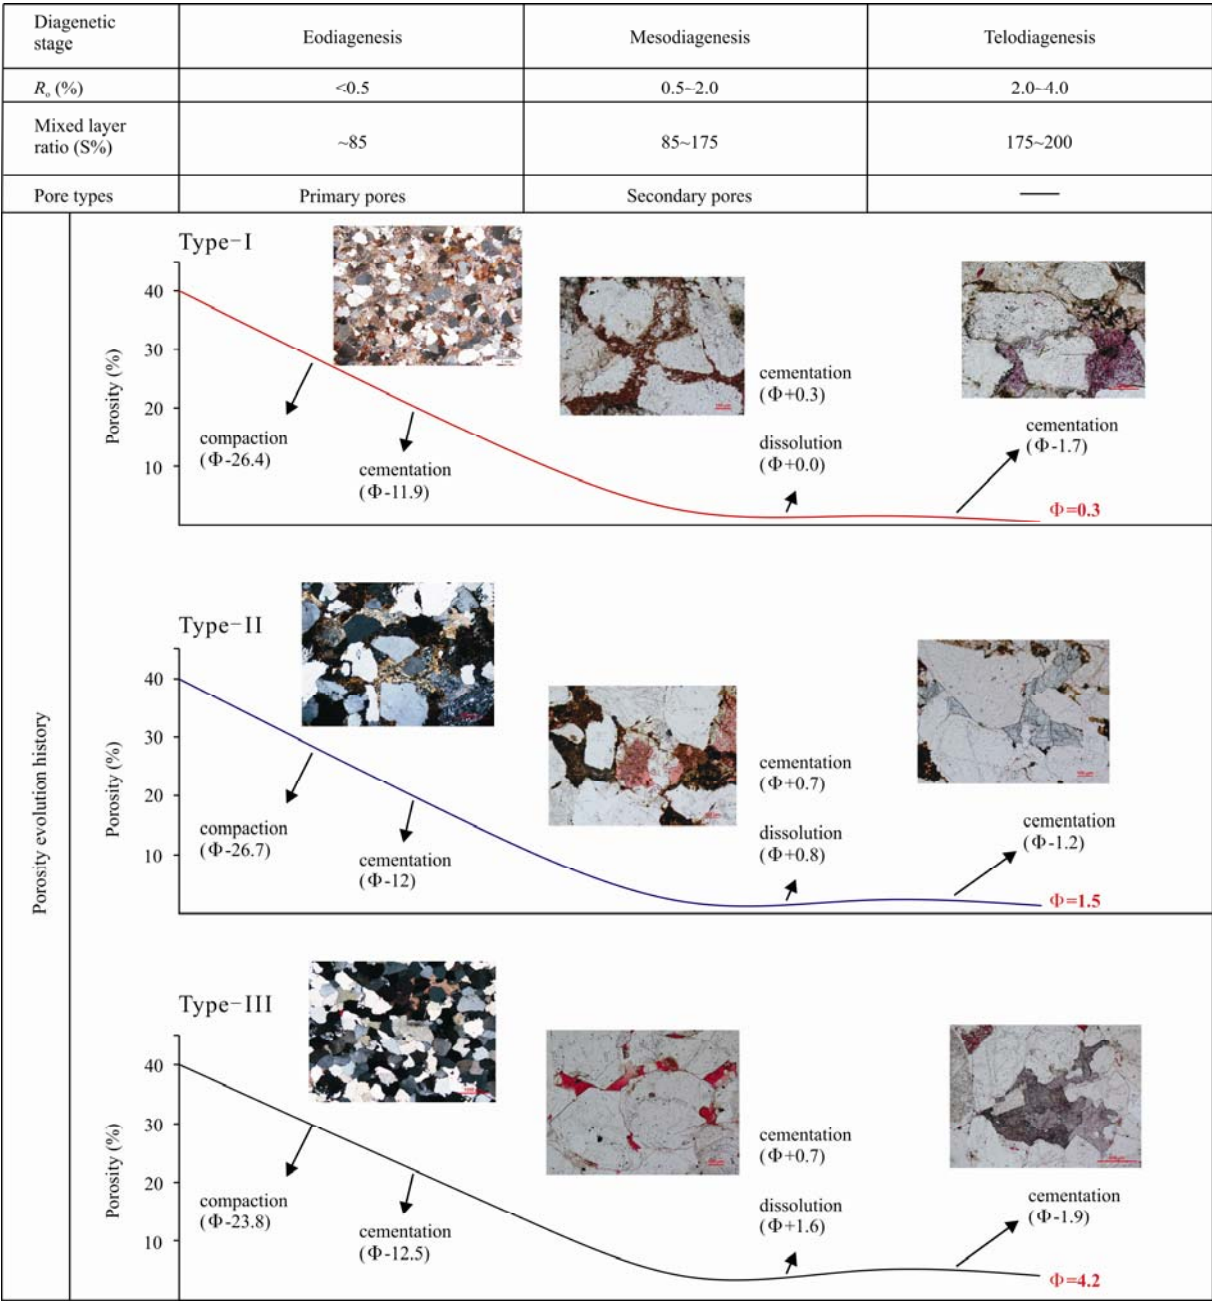 Diagenetic
stage
Eodiagenesis
Mesodiagenesis
Telodiagenesis
Rₒ (%)
<0.5
0.5~2.0
2.0~4.0
Mixed layer
ratio (S%)
~85
85~175
175~200
Pore types
Primary pores
Secondary pores
—
Porosity evolution history
Type-I
Porosity (%)
40
30
20
10
compaction
(Φ-26.4)
cementation
(Φ-11.9)
cementation
(Φ+0.3)
dissolution
(Φ+0.0)
cementation
(Φ-1.7)
Φ=0.3
Type-II
Porosity (%)
40
30
20
10
compaction
(Φ-26.7)
cementation
(Φ-12)
cementation
(Φ+0.7)
dissolution
(Φ+0.8)
cementation
(Φ-1.2)
Φ=1.5
Type-III
Porosity (%)
40
30
20
10
compaction
(Φ-23.8)
cementation
(Φ-12.5)
cementation
(Φ+0.7)
dissolution
(Φ+1.6)
cementation
(Φ-1.9)
Φ=4.2